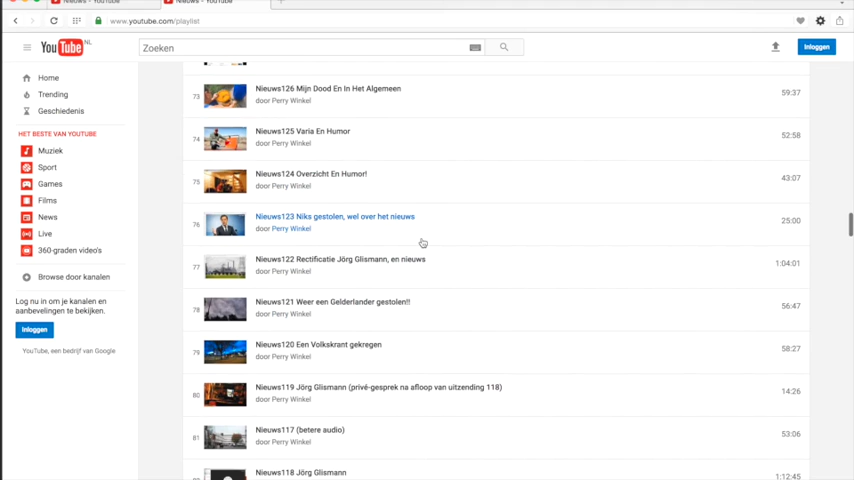 Nieuws - YouTube
Nieuws - YouTube
www.youtube.com/playlist
YouTube NL
Zoeken
Inloggen
Home
Trending
Geschiedenis
HET BESTE VAN YOUTUBE
Muziek
Sport
Games
Films
News
Live
360-graden video's
Browse door kanalen
Log nu in om je kanalen en
aanbevelingen te bekijken.
Inloggen
YouTube, een bedrijf van Google
73 Nieuws126 Mijn Dood En In Het Algemeen 59:37
door Perry Winkel
74 Nieuws125 Varia En Humor 52:58
door Perry Winkel
75 Nieuws124 Overzicht En Humor! 43:07
door Perry Winkel
76 Nieuws123 Niks gestolen, wel over het nieuws 25:00
door Perry Winkel
77 Nieuws122 Rectificatie Jörg Glismann, en nieuws 1:04:01
door Perry Winkel
78 Nieuws121 Weer een Gelderlander gestolen!! 56:47
door Perry Winkel
79 Nieuws120 Een Volkskrant gekregen 58:27
door Perry Winkel
80 Nieuws119 Jörg Glismann (privé-gesprek na afloop van uitzending 118) 14:26
door Perry Winkel
81 Nieuws117 (betere audio) 53:06
door Perry Winkel
Nieuws118 Jörg Glismann 1:12:45